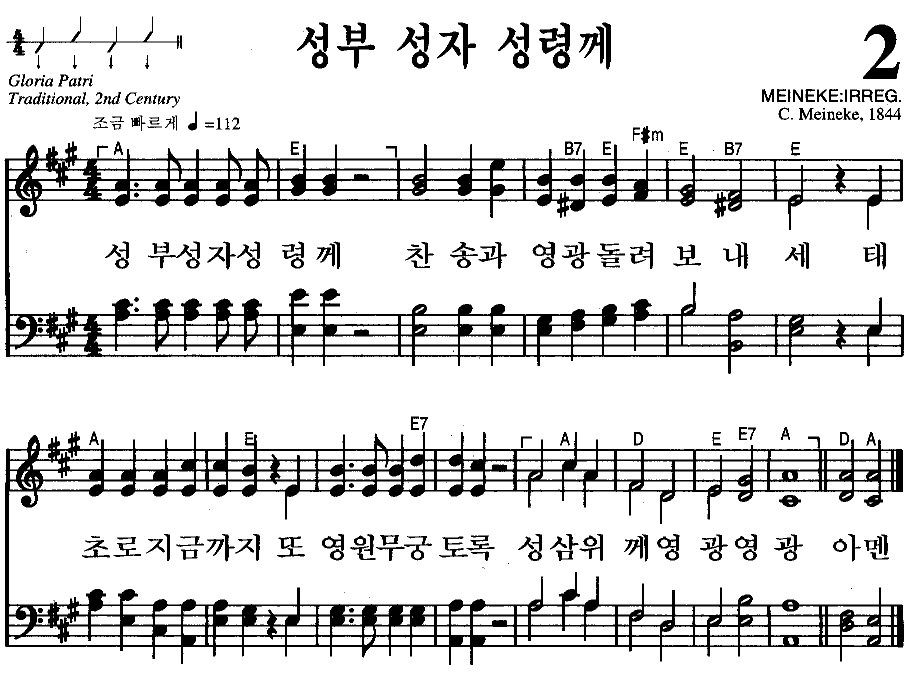 성부 성자 성령께
2
Gloria Patri
Traditional, 2nd Century
MEINEKE:IRREG.
C. Meineke, 1844
조금 빠르게 ♩=112
A E B7 E F#m E B7 E
성 부성자성 령께 찬 송과 영광돌려 보 내 세 태
A E E7 A D E E7 A D A
초로지금까지 또 영원무궁 토록 성삼위 께영 광영 광 아멘